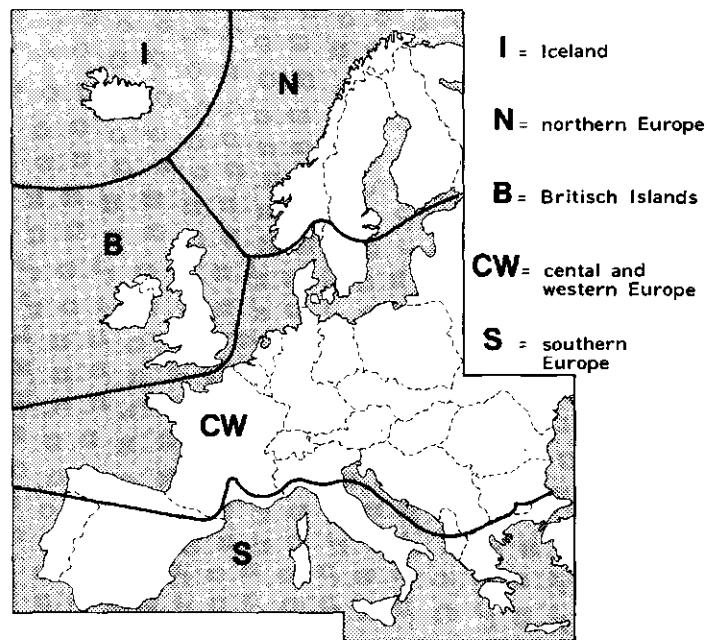 I
N
B
CW
S
I = Iceland
N = northern Europe
B = Britisch Islands
CW = cental and
western Europe
S = southern
Europe